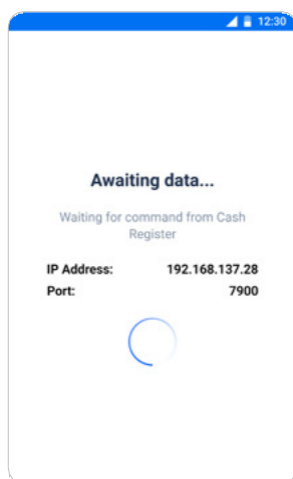 12:30
Awaiting data...
Waiting for command from Cash
Register
IP Address: 192.168.137.28
Port: 7900